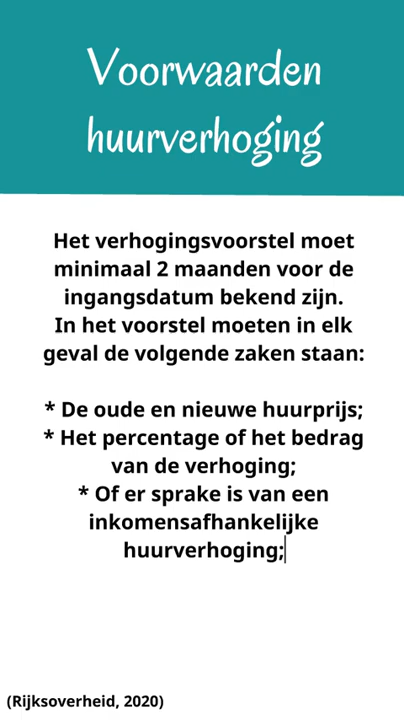 Voorwaarden
huurverhoging
Het verhogingsvoorstel moet
minimaal 2 maanden voor de
ingangsdatum bekend zijn.
In het voorstel moeten in elk
geval de volgende zaken staan:
* De oude en nieuwe huurprijs;
* Het percentage of het bedrag
van de verhoging;
* Of er sprake is van een
inkomensafhankelijke
huurverhoging;
(Rijksoverheid, 2020)